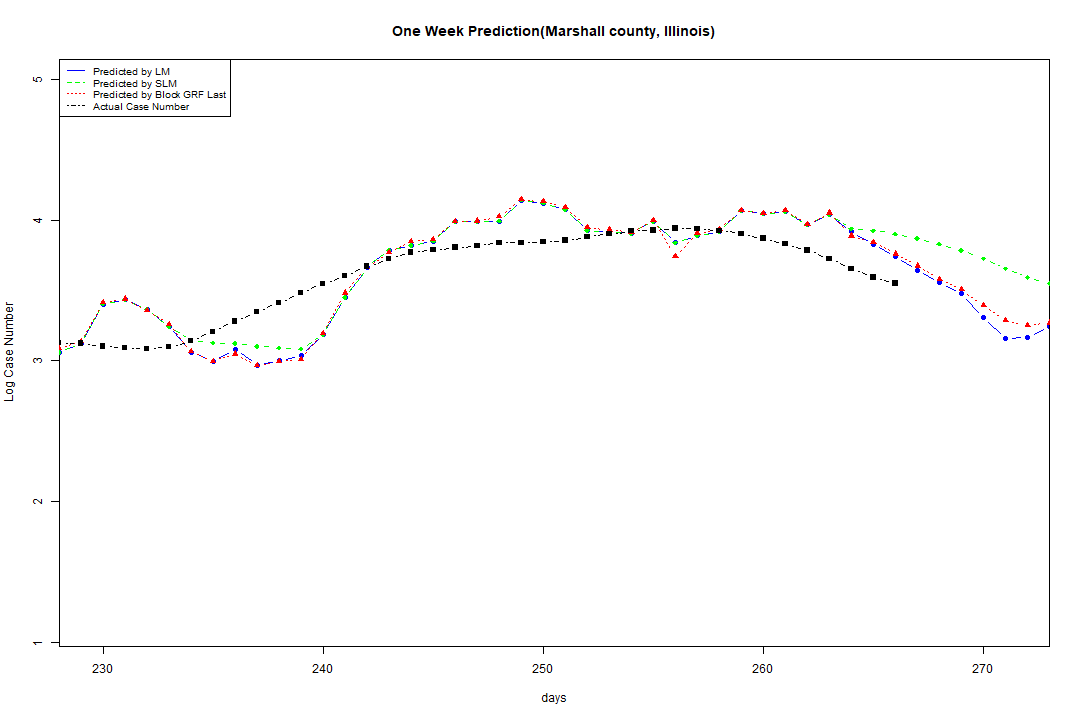 One Week Prediction(Marshall county, Illinois)
Predicted by LM
Predicted by SLM
Predicted by Block GRF Last
Actual Case Number
5
4
3
2
1
Log Case Number
230 240 250 260 270
days